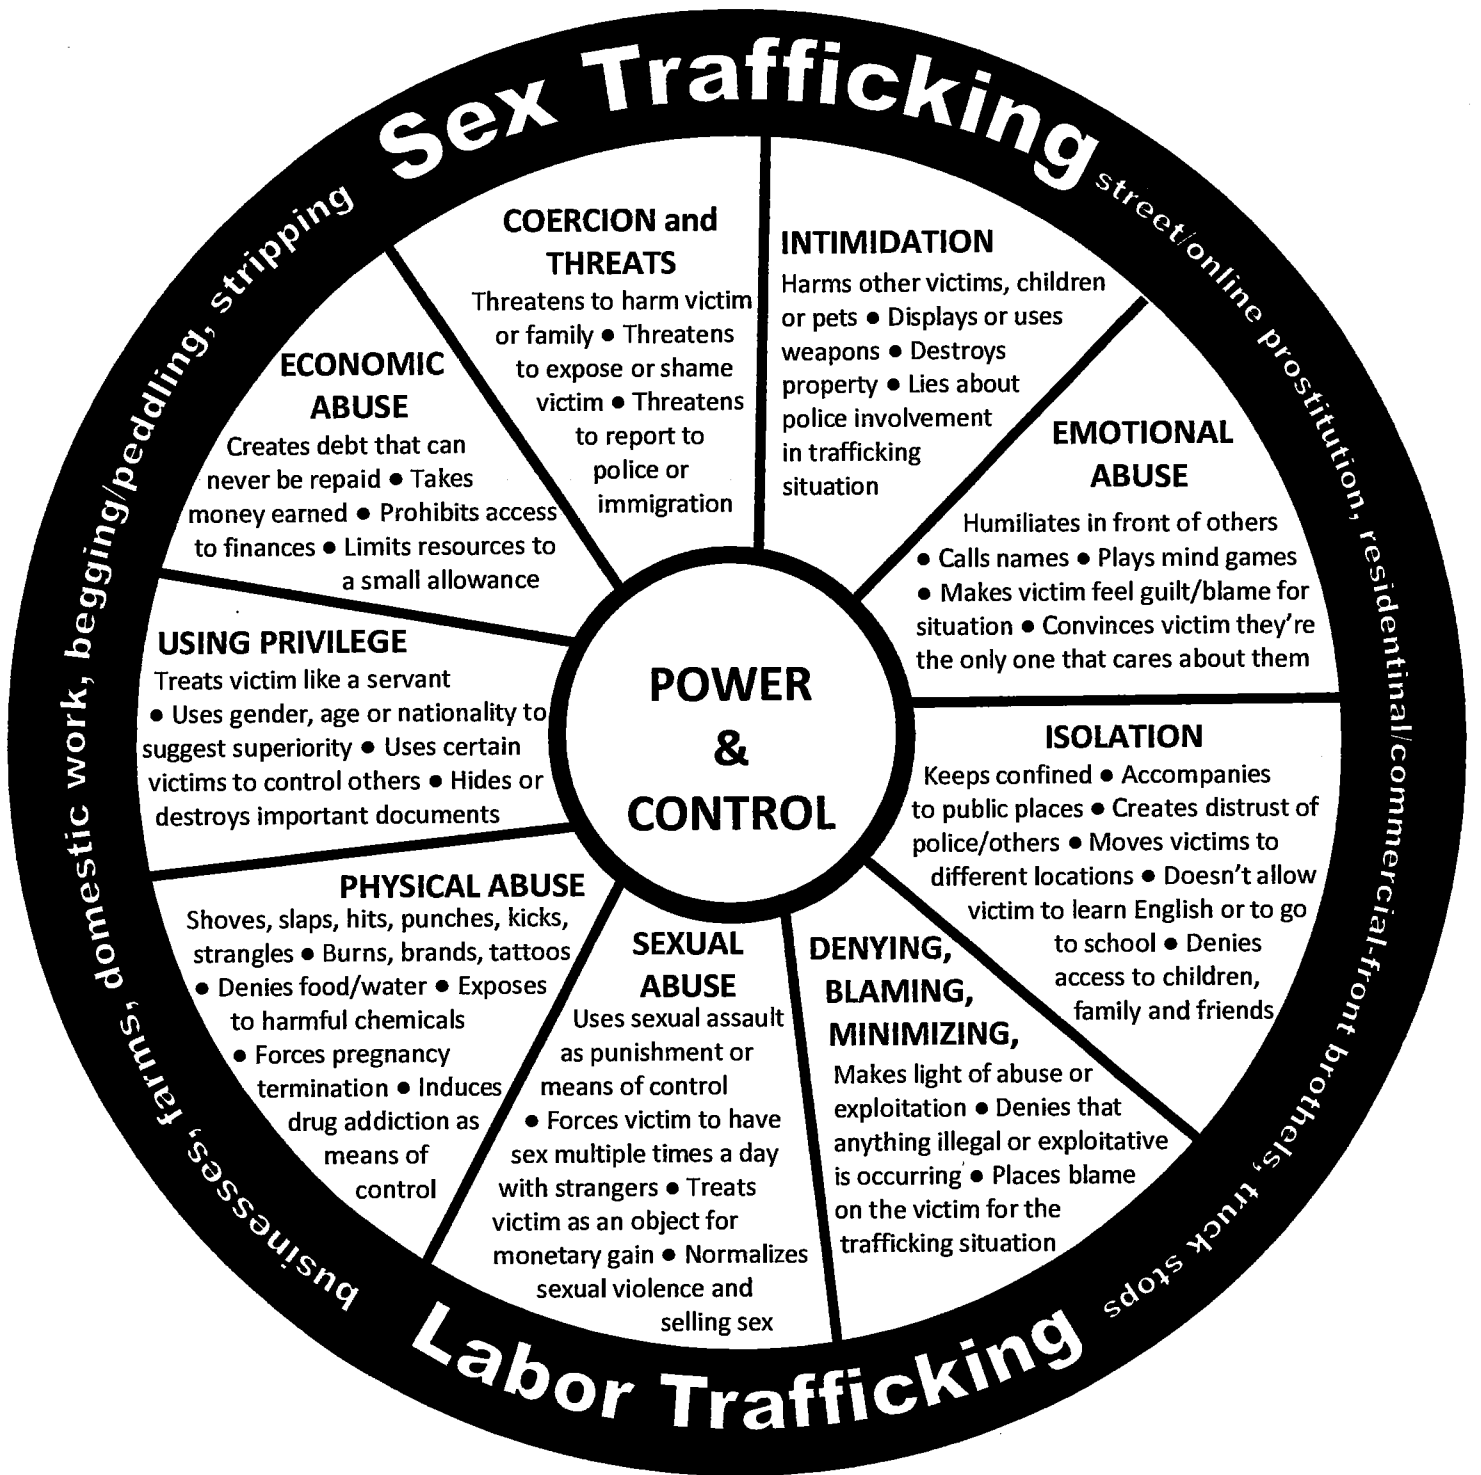 Sex Trafficking
street/online prostitution, residentinal/commercial-front brothels, truck stops
COERCION and
THREATS
Threatens to harm victim
or family ● Threatens
to expose or shame
victim ● Threatens
to report to
police or
immigration
INTIMIDATION
Harms other victims, children
or pets ● Displays or uses
weapons ● Destroys
property ● Lies about
police involvement
in trafficking
situation
EMOTIONAL
ABUSE
Humiliates in front of others
● Calls names ● Plays mind games
● Makes victim feel guilt/blame for
situation ● Convinces victim they're
the only one that cares about them
ISOLATION
Keeps confined ● Accompanies
to public places ● Creates distrust of
police/others ● Moves victims to
different locations ● Doesn't allow
victim to learn English or to go
to school ● Denies
access to children,
family and friends
DENYING,
BLAMING,
MINIMIZING,
Makes light of abuse or
exploitation ● Denies that
anything illegal or exploitative
is occurring ● Places blame
on the victim for the
trafficking situation
SEXUAL
ABUSE
Uses sexual assault
as punishment or
means of control
● Forces victim to have
sex multiple times a day
with strangers ● Treats
victim as an object for
monetary gain ● Normalizes
sexual violence and
selling sex
PHYSICAL ABUSE
Shoves, slaps, hits, punches, kicks,
strangles ● Burns, brands, tattoos
● Denies food/water ● Exposes
to harmful chemicals
● Forces pregnancy
termination ● Induces
drug addiction as
means of
control
USING PRIVILEGE
Treats victim like a servant
● Uses gender, age or nationality to
suggest superiority ● Uses certain
victims to control others ● Hides or
destroys important documents
ECONOMIC
ABUSE
Creates debt that can
never be repaid ● Takes
money earned ● Prohibits access
to finances ● Limits resources to
a small allowance
POWER
&
CONTROL
Labor Trafficking
businesses, farms, domestic work, begging/peddling, stripping